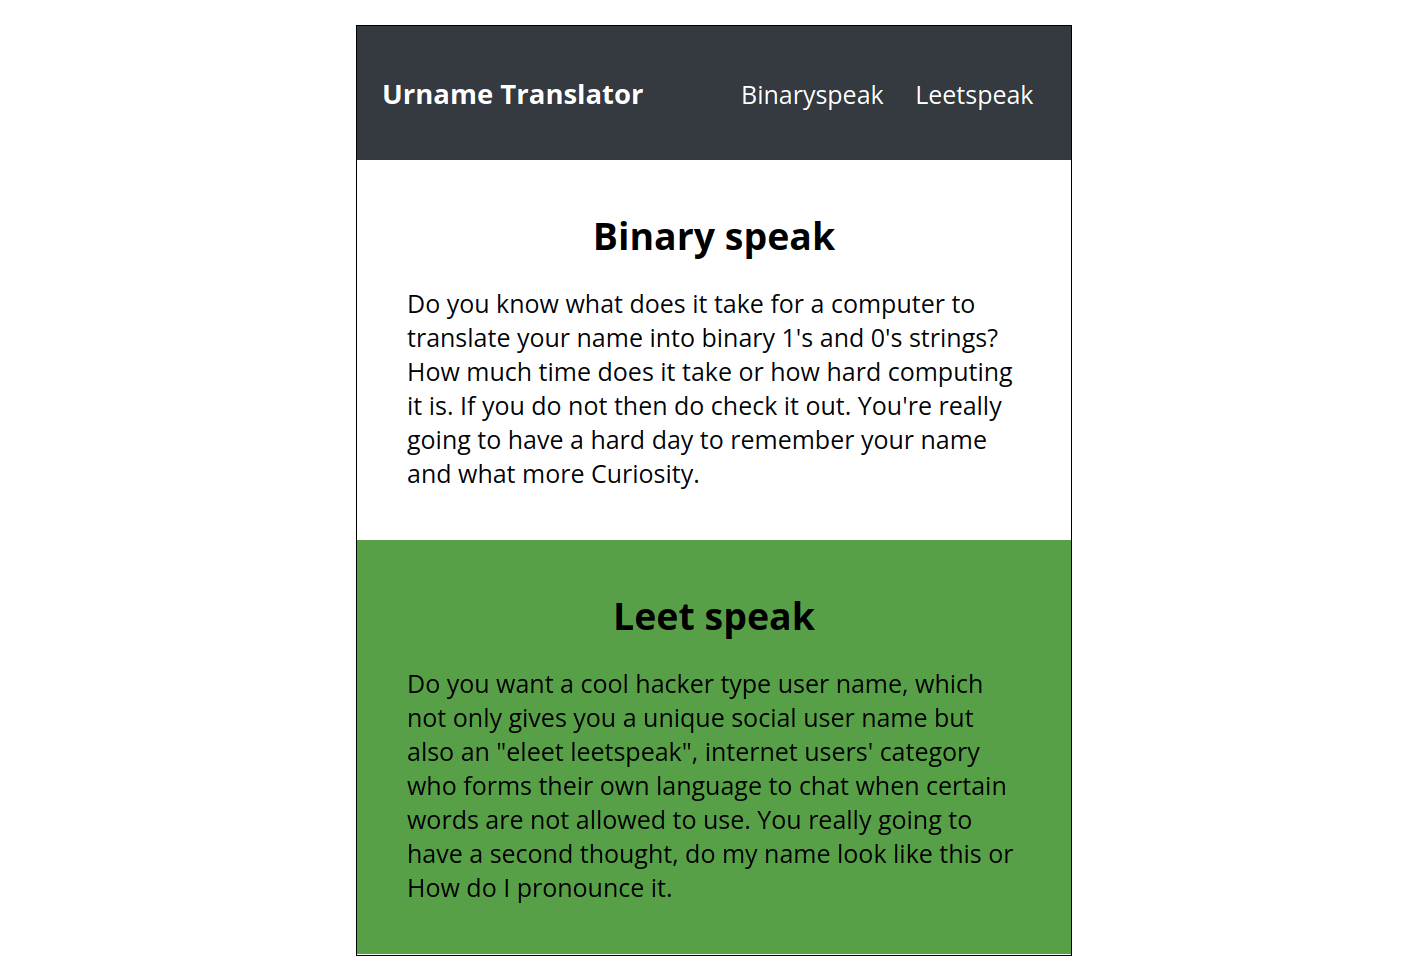 Urname Translator Binaryspeak Leetspeak
Binary speak
Do you know what does it take for a computer to
translate your name into binary 1's and 0's strings?
How much time does it take or how hard computing
it is. If you do not then do check it out. You're really
going to have a hard day to remember your name
and what more Curiosity.
Leet speak
Do you want a cool hacker type user name, which
not only gives you a unique social user name but
also an "eleet leetspeak", internet users' category
who forms their own language to chat when certain
words are not allowed to use. You really going to
have a second thought, do my name look like this or
How do I pronounce it.